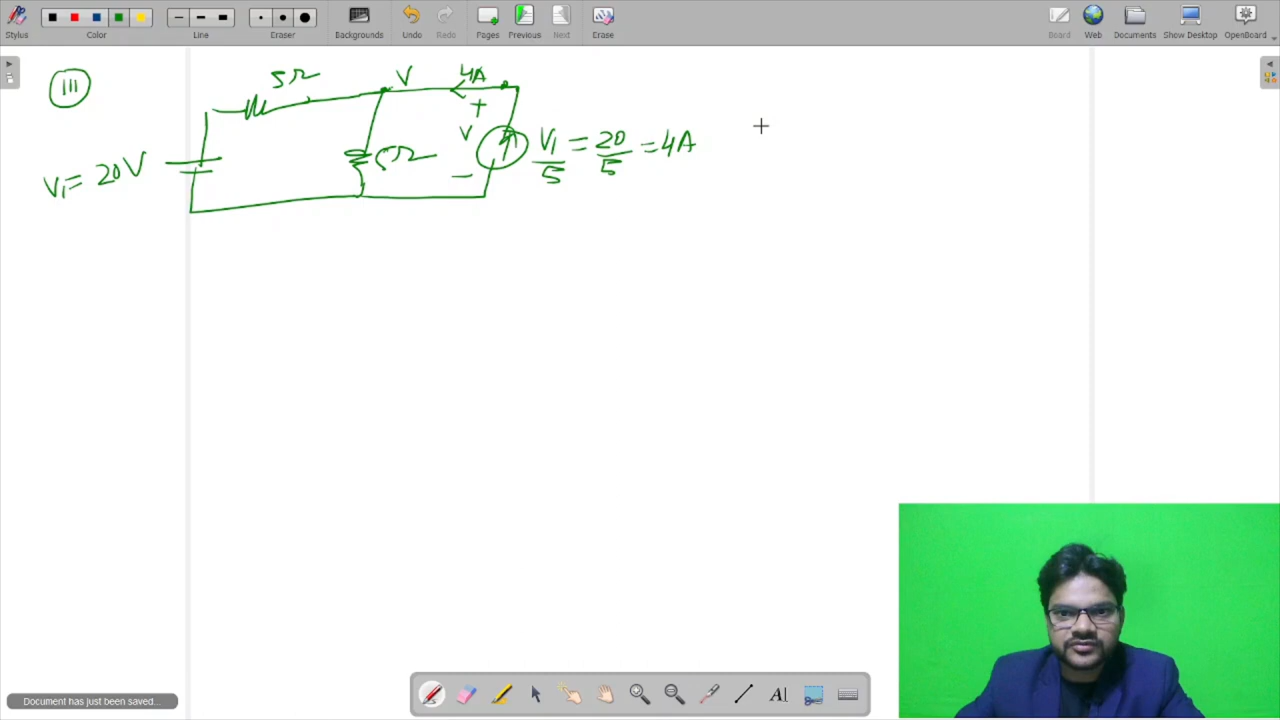 Stylus
Color
Line
Eraser
Backgrounds
Undo
Redo
Pages
Previous
Next
Erase
Board
Web
Documents
Show Desktop
OpenBoard
III
5Ω
V
4A
+
V
V1/5 = 20/5 = 4A
5Ω
V1= 20V
−
Document has just been saved...
AI